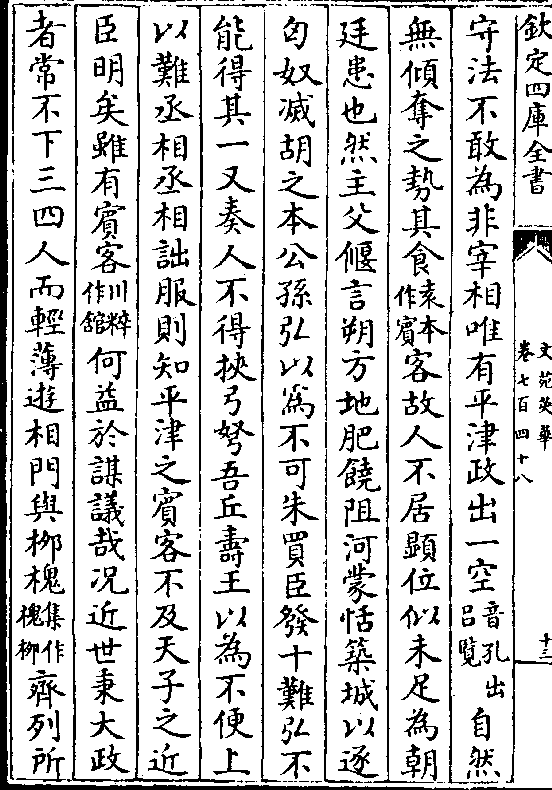 欽定四庫全書
文苑英華
卷七百四十八
十三
守法不敢為非宰相唯有平津政出一空音孔出呂覽自然
無傾奪之勢其食袁本作賓客故人不居顯位似未足為朝
廷患也然主父偃言朔方地肥饒阻河蒙恬築城以逐
匈奴滅胡之本公孫弘以為不可朱買臣發十難弘不
能得其一又奏人不得挾弓弩吾丘壽王以為不便上
以難丞相丞相詘服則知平津之賓客不及天子之近
臣明矣雖有賓客川粹作舘何益於謀議哉况近世秉大政
者常不下三四人而輕薄遊相門與柳槐集作槐柳齊列所